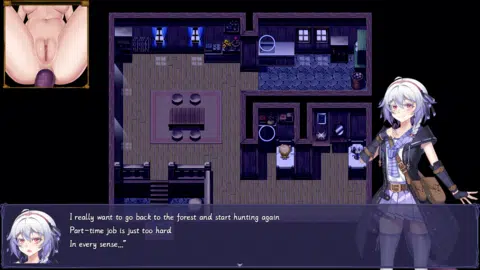 I really want to go back to the forest and start hunting again
Part-time job is just too hard
In every sense,,,"